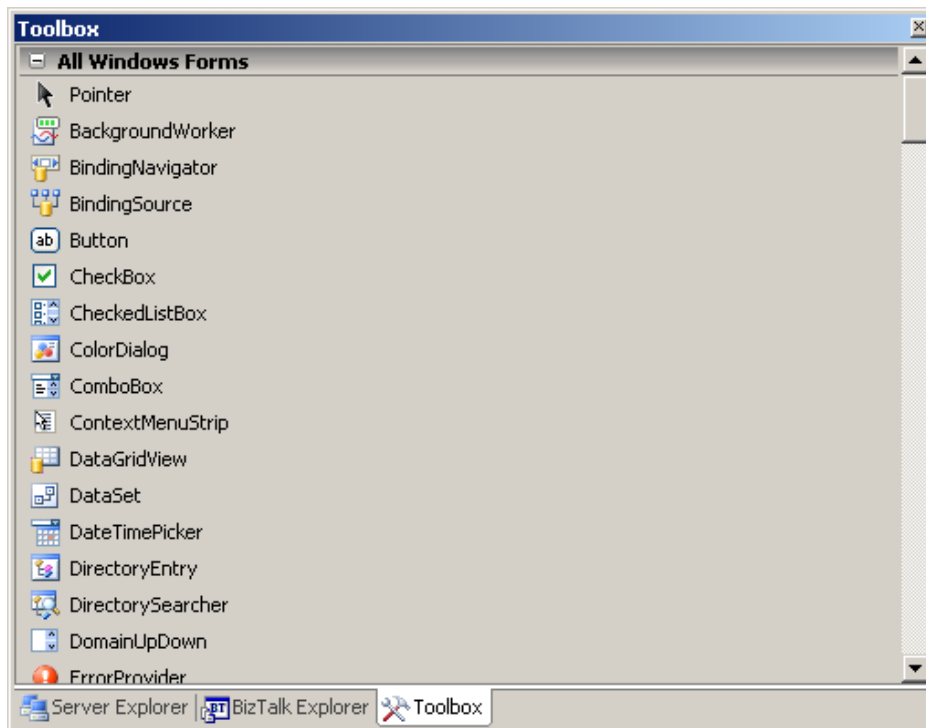 Toolbox
All Windows Forms
Pointer
BackgroundWorker
BindingNavigator
BindingSource
ab Button
CheckBox
CheckedListBox
ColorDialog
ComboBox
ContextMenuStrip
DataGridView
DataSet
DateTimePicker
DirectoryEntry
DirectorySearcher
DomainUpDown
ErrorProvider
Server Explorer BT BizTalk Explorer Toolbox